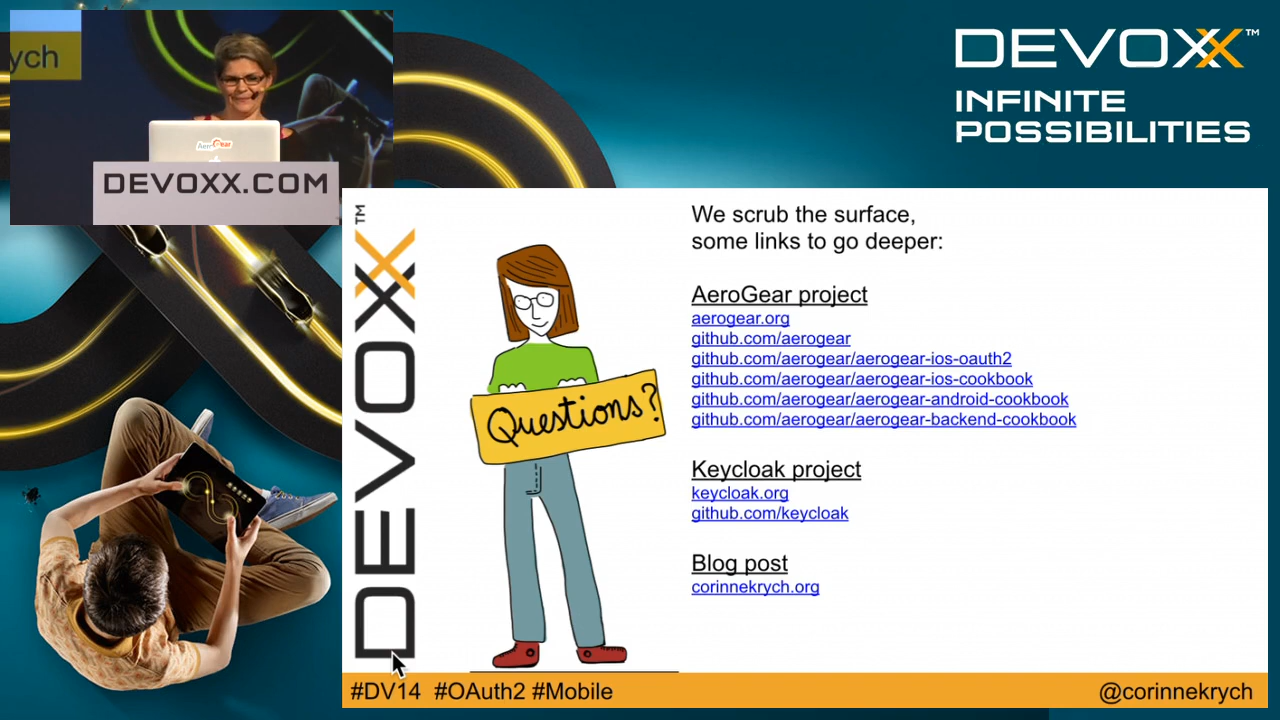 ych
AeroGear
DEVOXX.COM
DEVOXX™
INFINITE
POSSIBILITIES
DEVOXX™
Questions?
We scrub the surface,
some links to go deeper:
AeroGear project
aerogear.org
github.com/aerogear
github.com/aerogear/aerogear-ios-oauth2
github.com/aerogear/aerogear-ios-cookbook
github.com/aerogear/aerogear-android-cookbook
github.com/aerogear/aerogear-backend-cookbook
Keycloak project
keycloak.org
github.com/keycloak
Blog post
corinnekrych.org
#DV14 #OAuth2 #Mobile
@corinnekrych